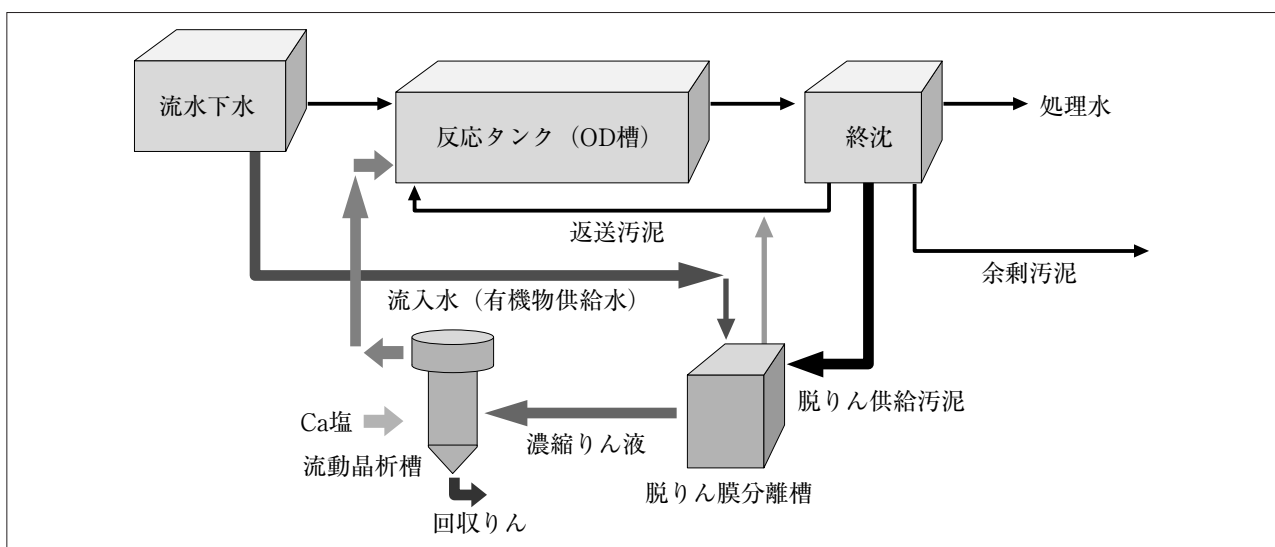 流水下水
反応タンク（OD槽）
終沈
処理水
返送汚泥
余剰汚泥
流入水（有機物供給水）
脱りん供給汚泥
Ca塩
濃縮りん液
流動晶析槽
脱りん膜分離槽
回収りん